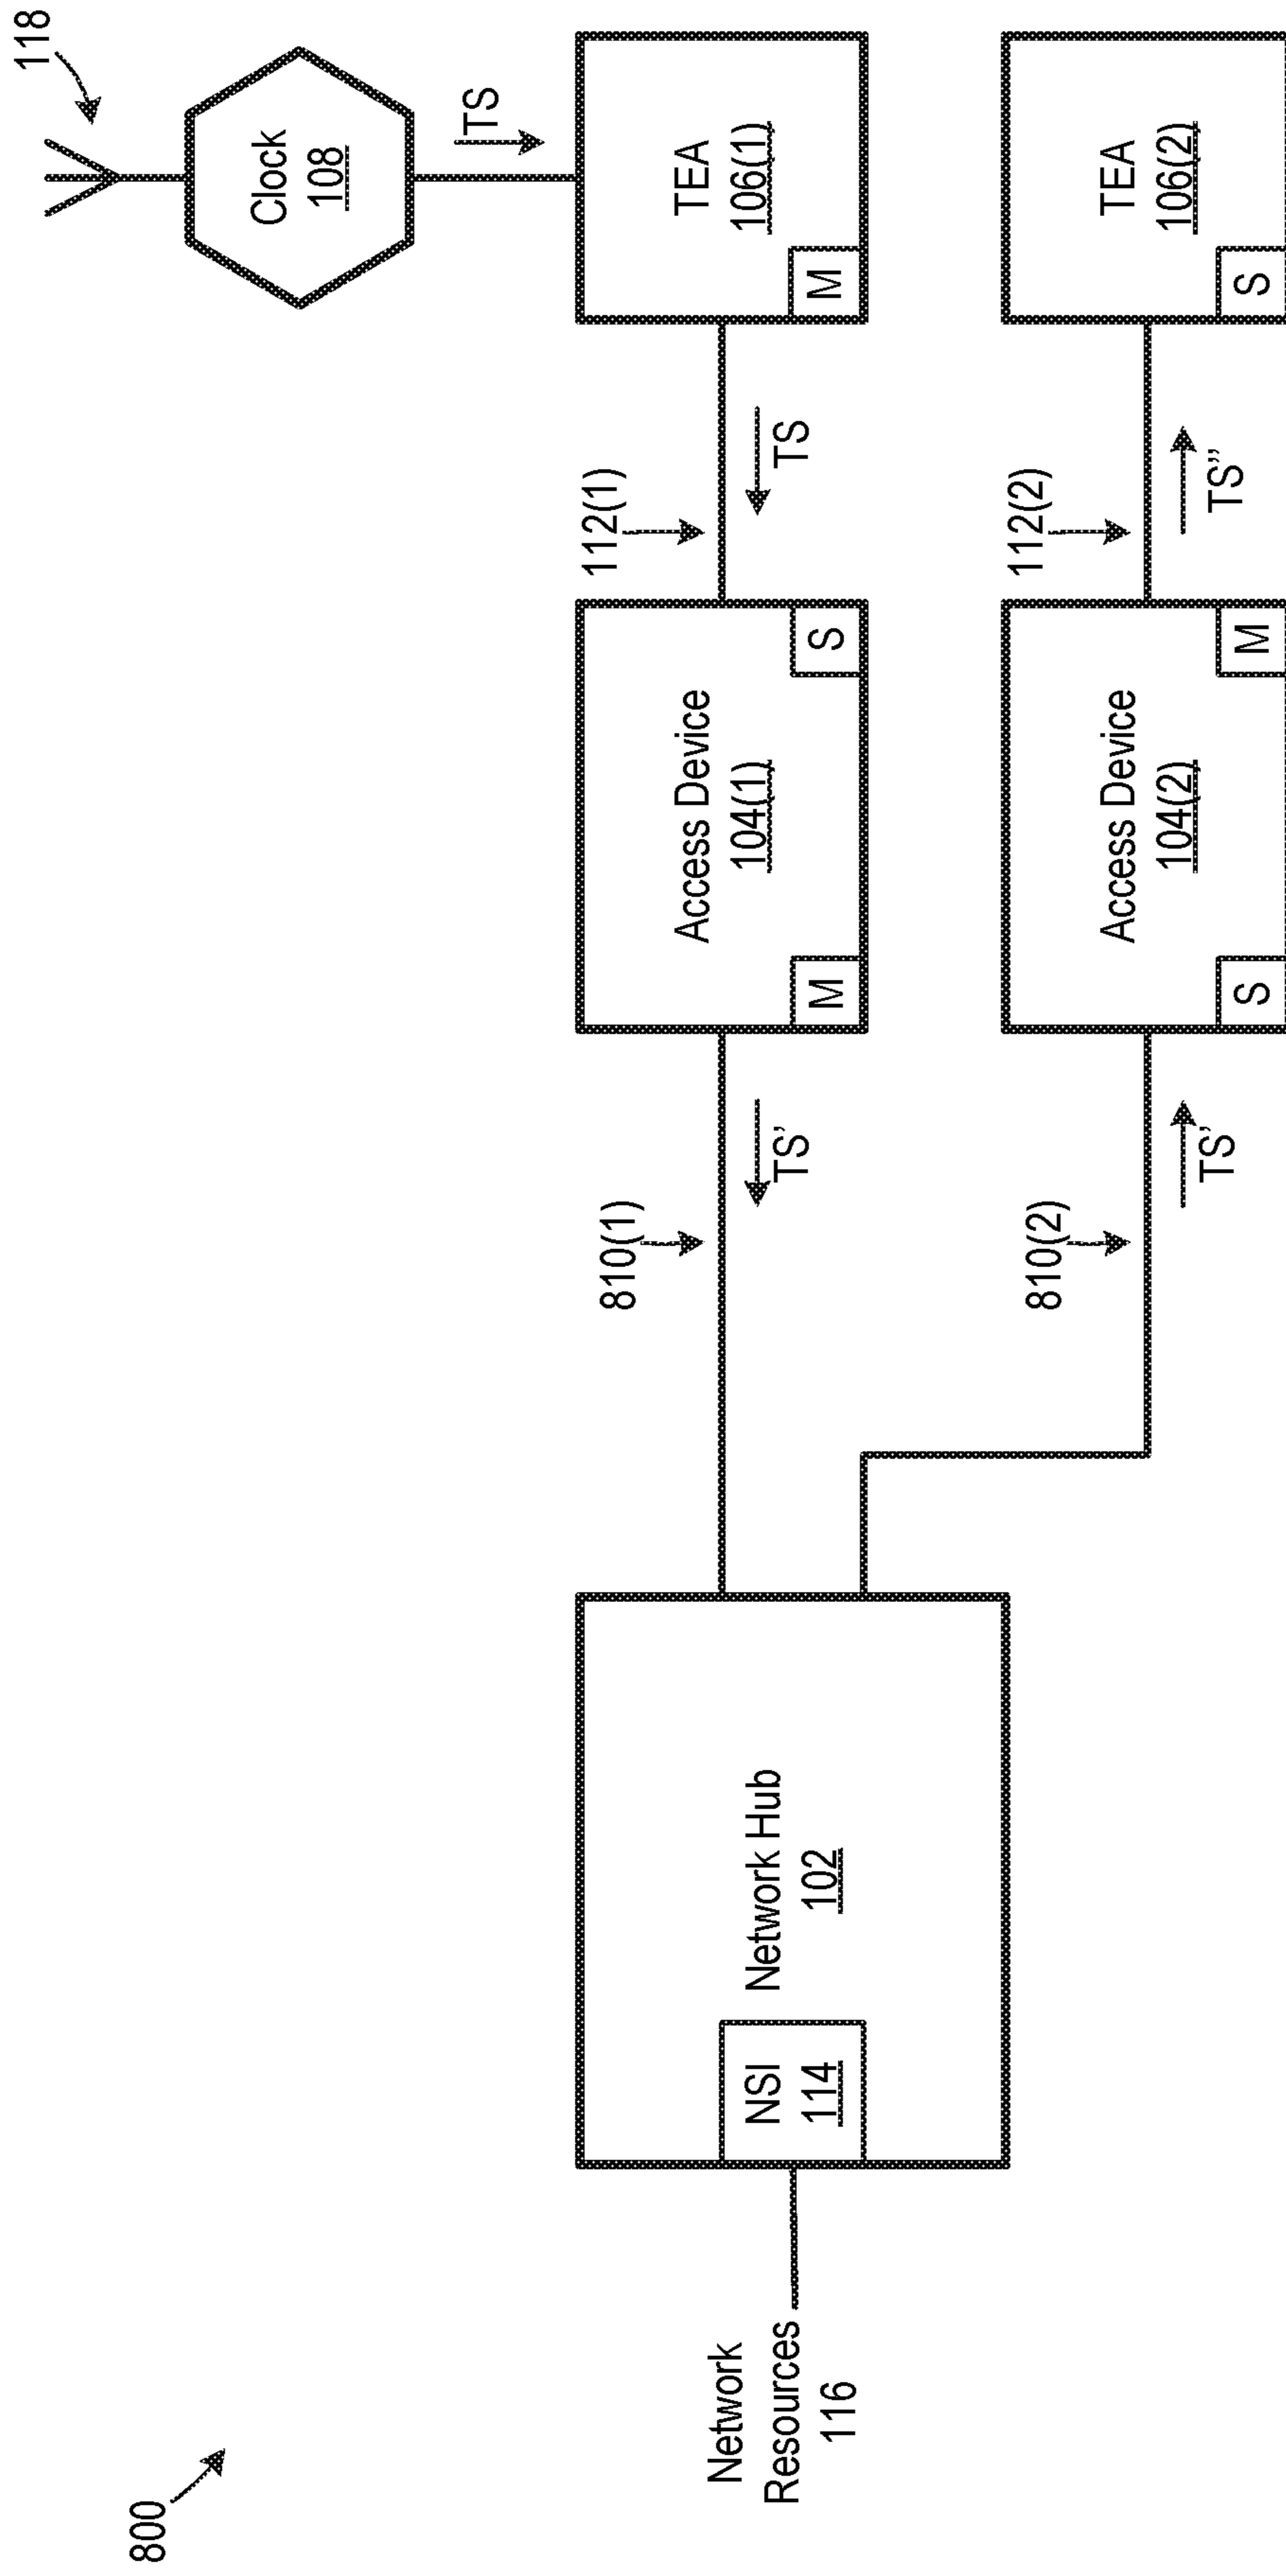 800
118
Clock
108
TS
Network
Resources
116
NSI
114
Network Hub
102
810(1)
TS'
Access Device
104(1)
M
S
112(1)
TS
TEA
106(1)
M
810(2)
TS'
Access Device
104(2)
S
M
112(2)
TS"
TEA
106(2)
S